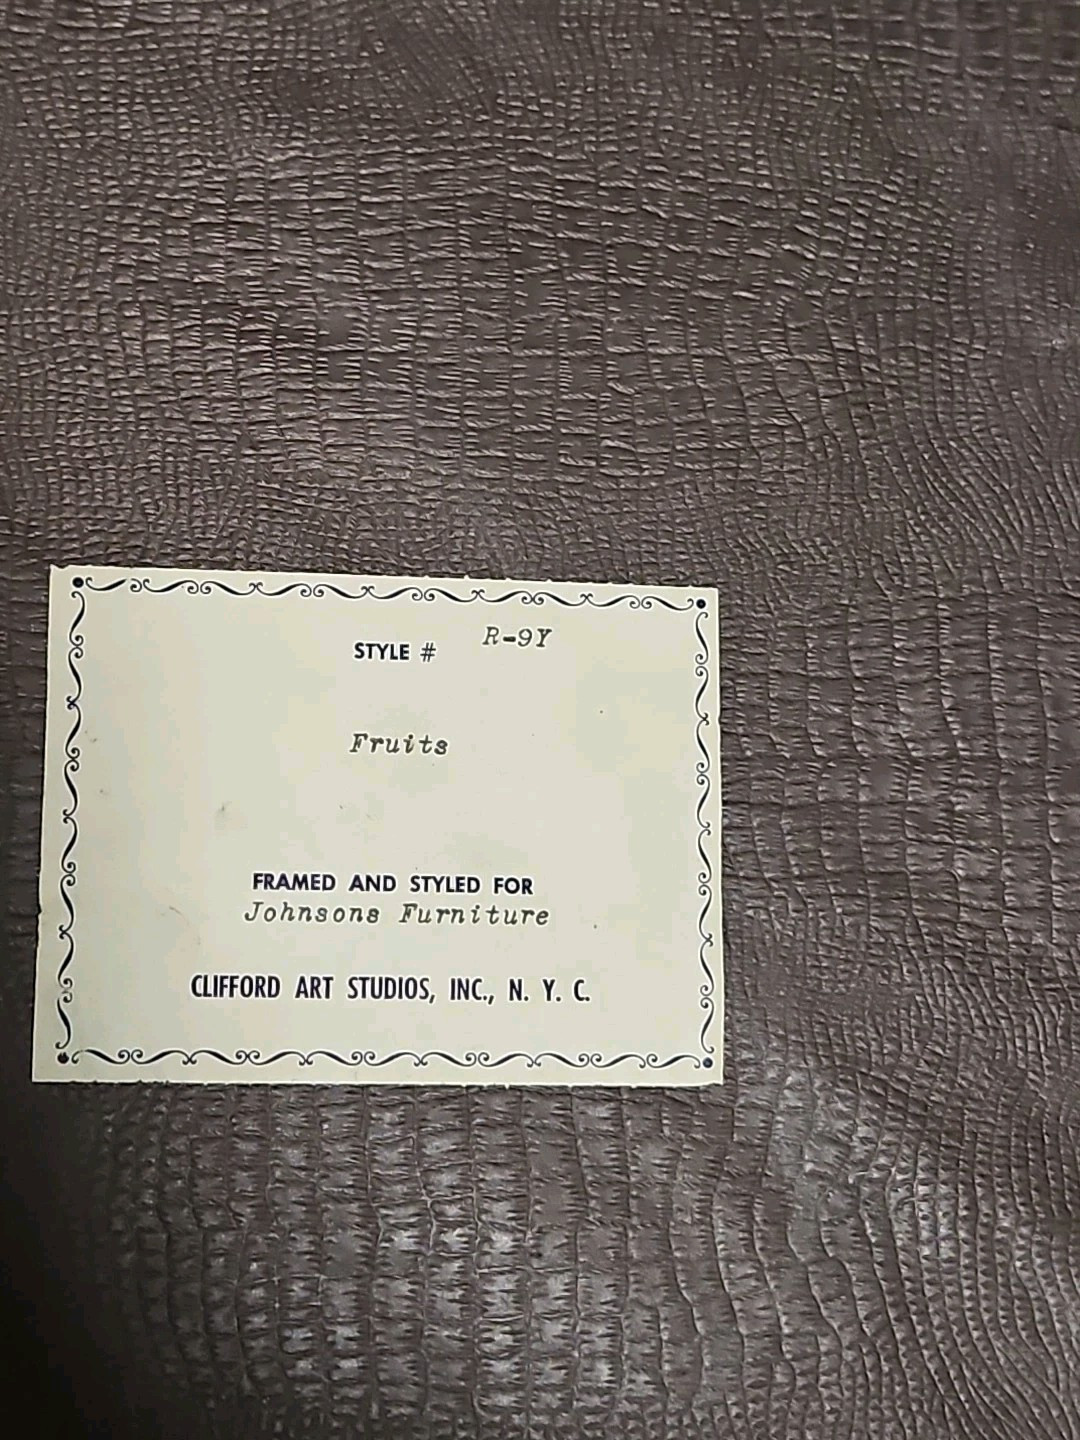 STYLE # R-9Y
Fruits
FRAMED AND STYLED FOR
Johnsons Furniture
CLIFFORD ART STUDIOS, INC., N. Y. C.